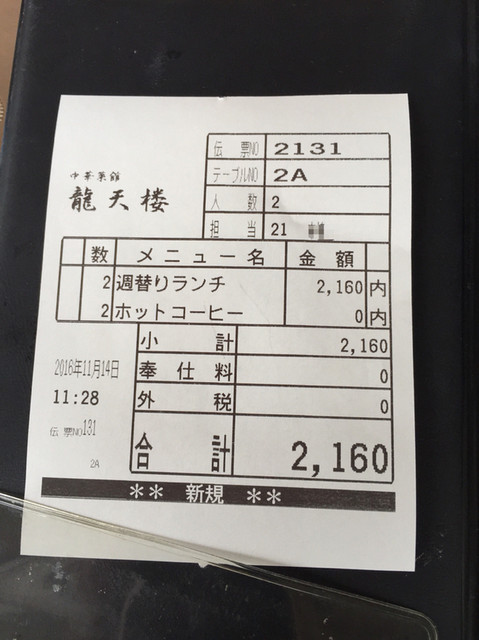 中華菜館
龍天楼
伝票NO 2131
テーブルNO 2A
人数 2
担当 21
数 メニュー名 金額
2 週替りランチ 2,160 内
2 ホットコーヒー 0 内
小計 2,160
奉仕料 0
外税 0
合計 2,160
2016年11月14日
11:28
伝票NO131
2A
** 新規 **